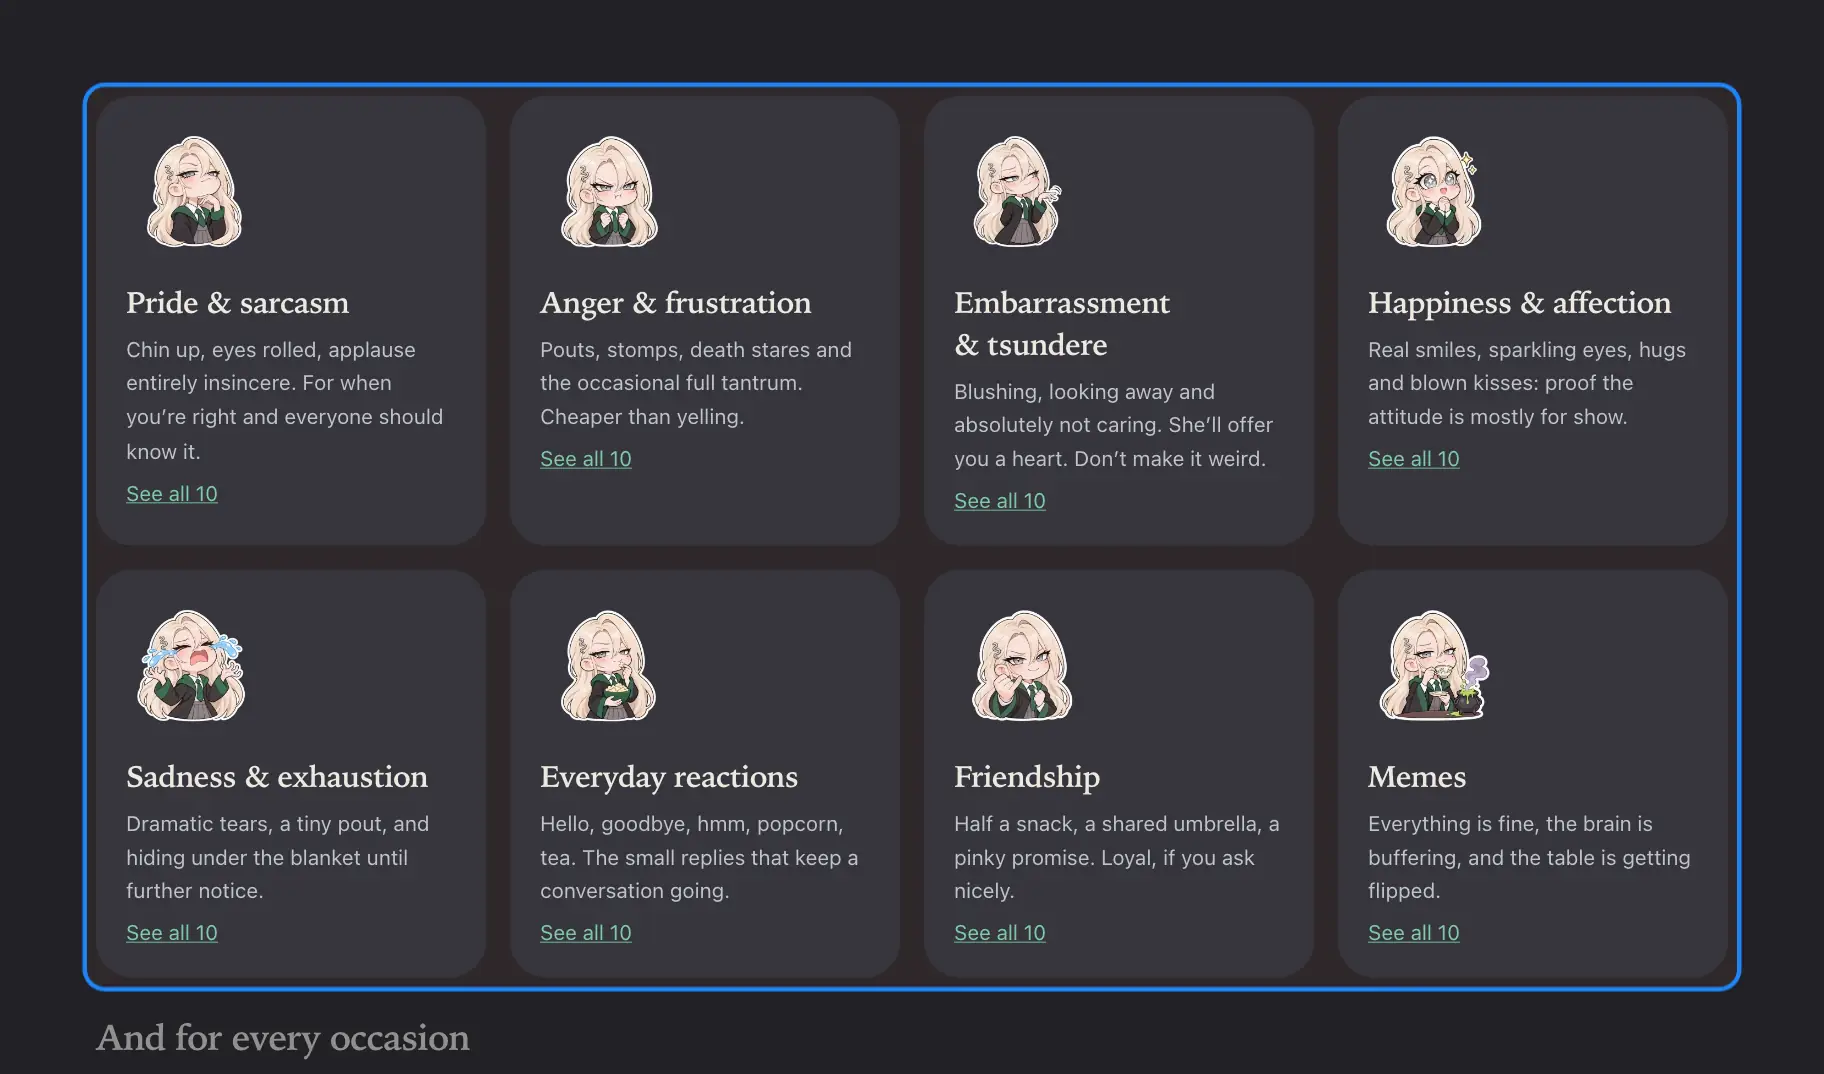 Pride & sarcasm
Chin up, eyes rolled, applause
entirely insincere. For when
you’re right and everyone should
know it.
See all 10
Anger & frustration
Pouts, stomps, death stares and
the occasional full tantrum.
Cheaper than yelling.
See all 10
Embarrassment
& tsundere
Blushing, looking away and
absolutely not caring. She’ll offer
you a heart. Don’t make it weird.
See all 10
Happiness & affection
Real smiles, sparkling eyes, hugs
and blown kisses: proof the
attitude is mostly for show.
See all 10
Sadness & exhaustion
Dramatic tears, a tiny pout, and
hiding under the blanket until
further notice.
See all 10
Everyday reactions
Hello, goodbye, hmm, popcorn,
tea. The small replies that keep a
conversation going.
See all 10
Friendship
Half a snack, a shared umbrella, a
pinky promise. Loyal, if you ask
nicely.
See all 10
Memes
Everything is fine, the brain is
buffering, and the table is getting
flipped.
See all 10
And for every occasion